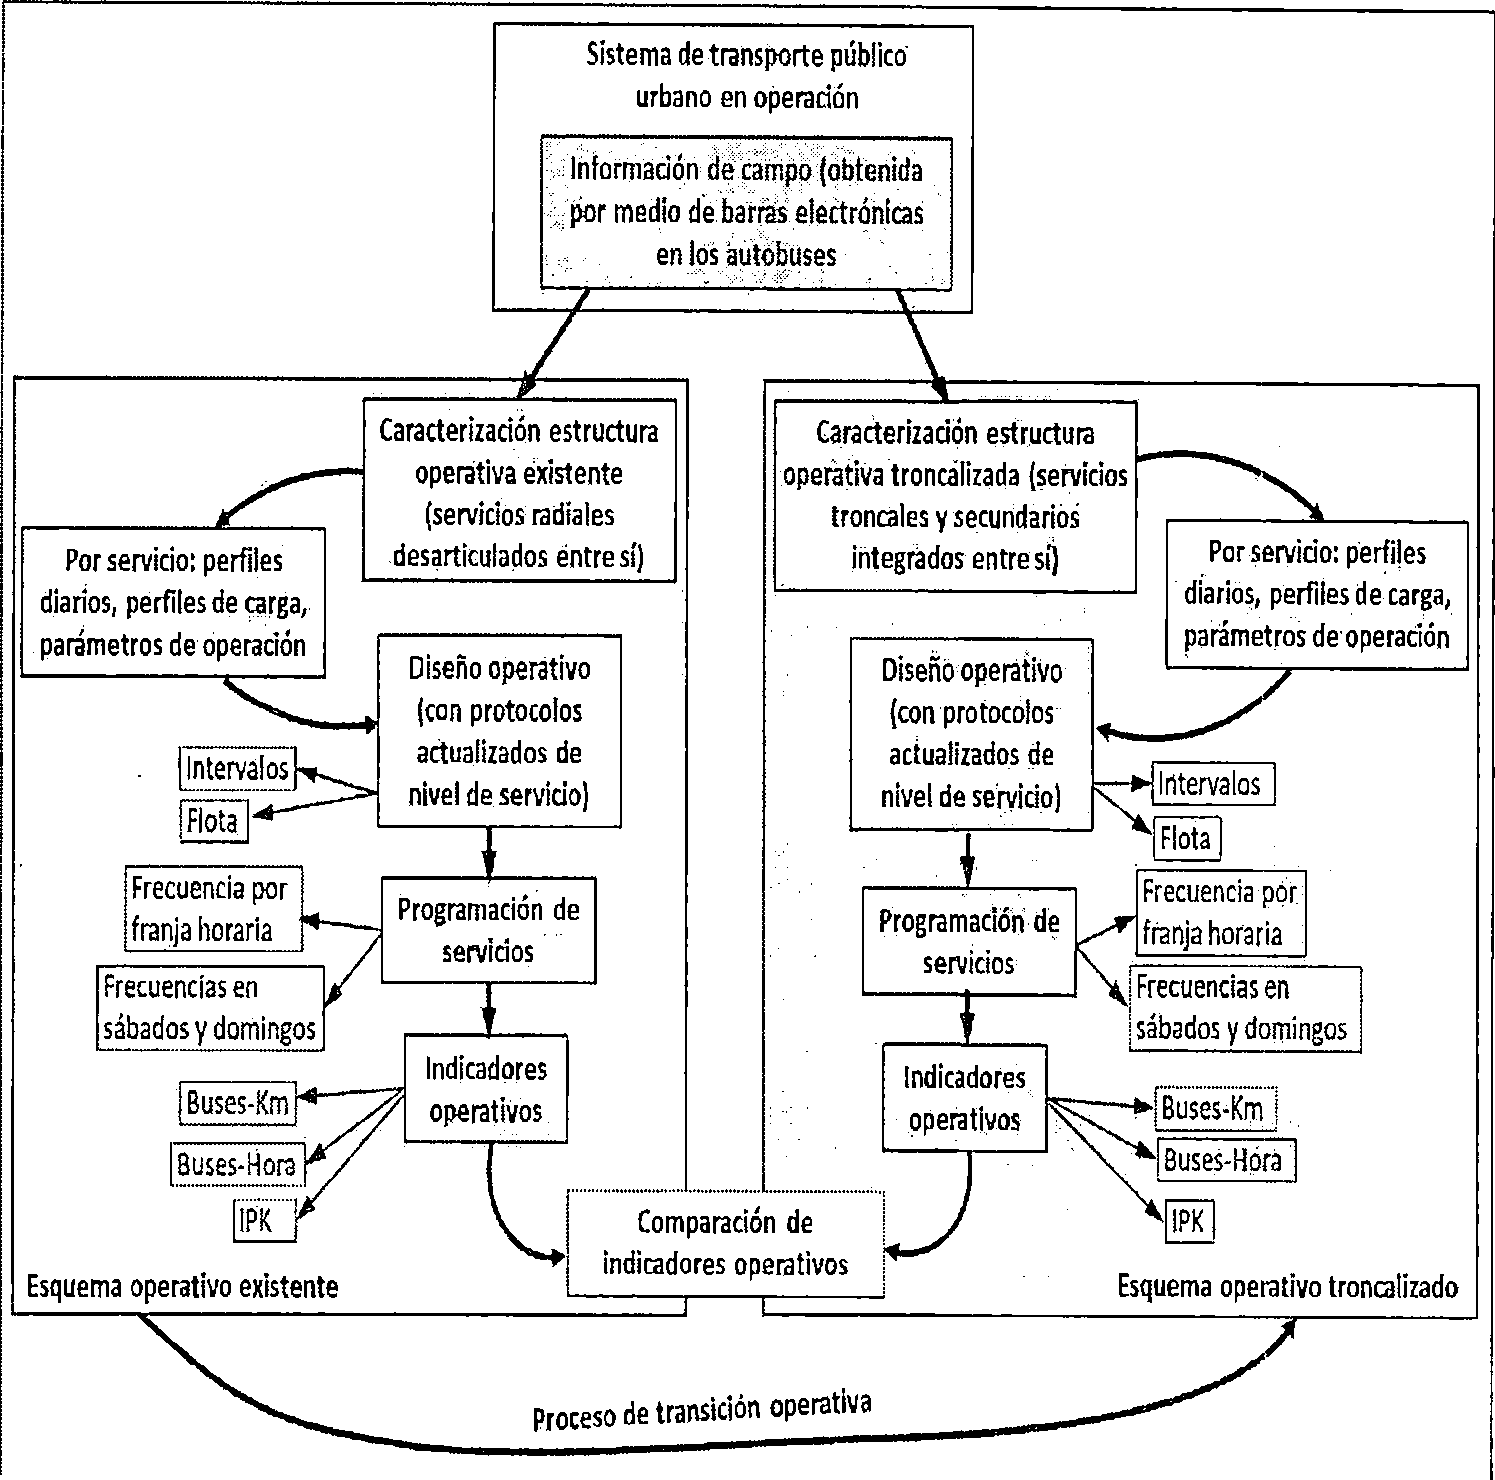 Sistema de transporte público
urbano en operación
Información de campo (obtenida
por medio de barras electrónicas
en los autobuses
Caracterización estructura
operativa existente
(servicios radiales
desarticulados entre sí)
Por servicio: perfiles
diarios, perfiles de carga,
parámetros de operación
Diseño operativo
(con protocolos
actualizados de
nivel de servicio)
Intervalos
Flota
Programación de
servicios
Frecuencia por
franja horaria
Frecuencias en
sábados y domingos
Indicadores
operativos
Buses-Km
Buses-Hora
IPK
Esquema operativo existente
Caracterización estructura
operativa troncalizada (servicios
troncales y secundarios
integrados entre sí)
Por servicio: perfiles
diarios, perfiles de carga,
parámetros de operación
Diseño operativo
(con protocolos
actualizados de
nivel de servicio)
Intervalos
Flota
Programación de
servicios
Frecuencia por
franja horaria
Frecuencias en
sábados y domingos
Indicadores
operativos
Buses-Km
Buses-Hora
IPK
Comparación de
indicadores operativos
Esquema operativo troncalizado
Proceso de transición operativa